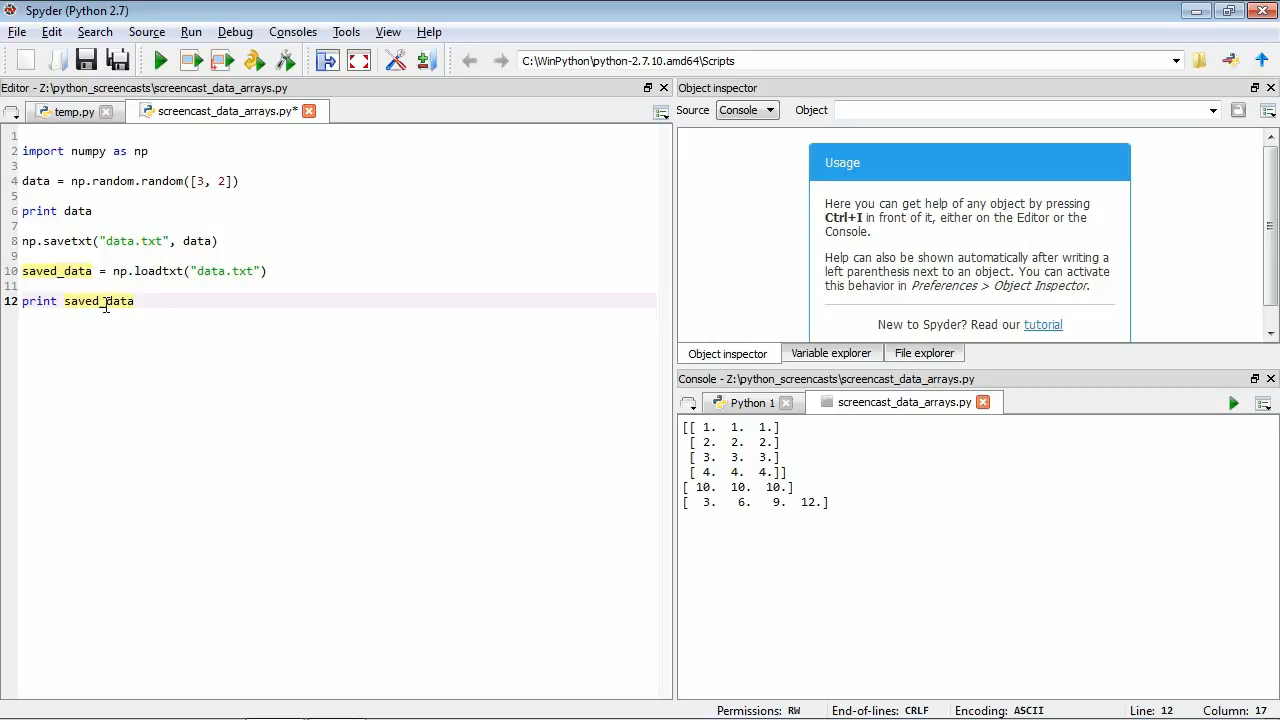 Spyder (Python 2.7)
File Edit Search Source Run Debug Consoles Tools View Help
C:\WinPython\python-2.7.10.amd64\Scripts
Editor - Z:\python_screencasts\screencast_data_arrays.py
temp.py screencast_data_arrays.py*
1
2 import numpy as np
3
4 data = np.random.random([3, 2])
5
6 print data
7
8 np.savetxt("data.txt", data)
9
10 saved_data = np.loadtxt("data.txt")
11
12 print saved_data
Object inspector
Source Console Object
Usage
Here you can get help of any object by pressing
Ctrl+I in front of it, either on the Editor or the
Console.
Help can also be shown automatically after writing a
left parenthesis next to an object. You can activate
this behavior in Preferences > Object Inspector.
New to Spyder? Read our tutorial
Object inspector Variable explorer File explorer
Console - Z:\python_screencasts\screencast_data_arrays.py
Python 1 screencast_data_arrays.py
[[ 1. 1. 1.]
[ 2. 2. 2.]
[ 3. 3. 3.]
[ 4. 4. 4.]]
[ 10. 10. 10.]
[ 3. 6. 9. 12.]
Permissions: RW End-of-lines: CRLF Encoding: ASCII Line: 12 Column: 17